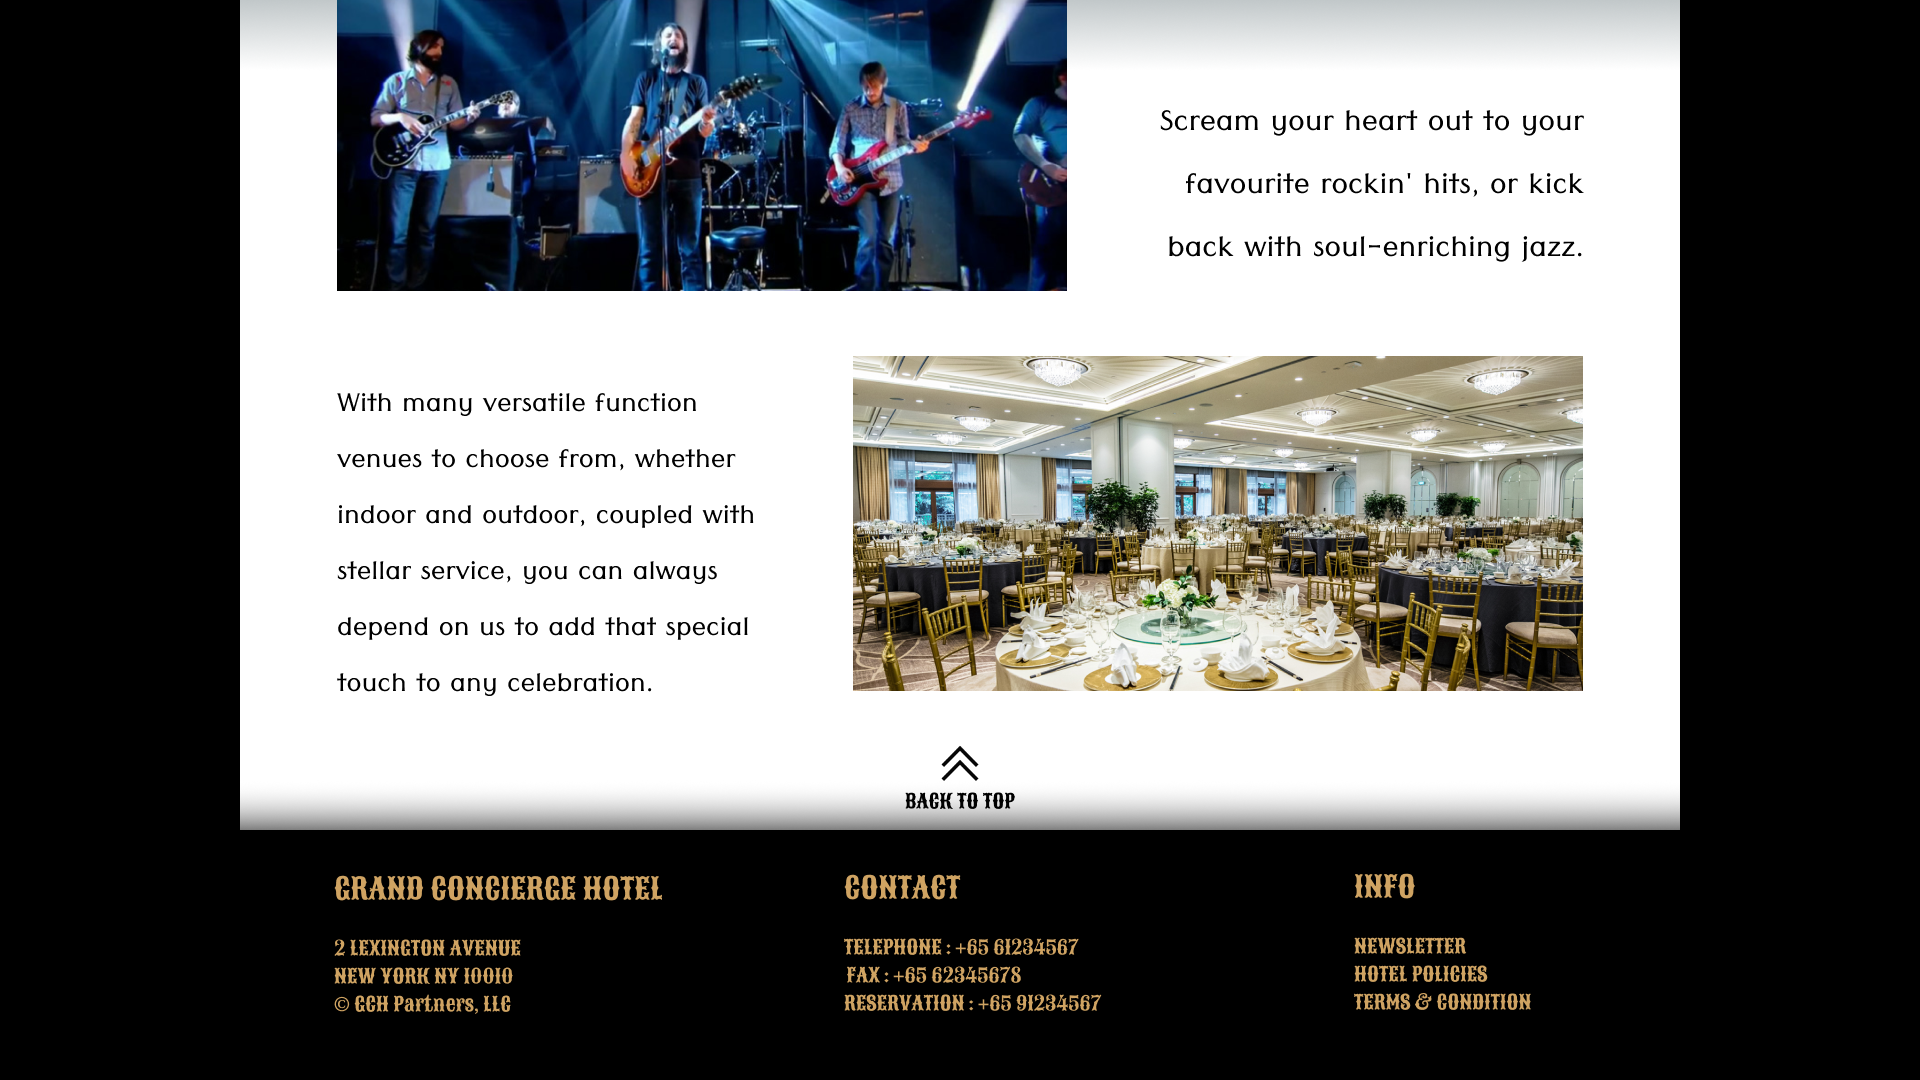 Scream your heart out to your
favourite rockin' hits, or kick
back with soul-enriching jazz.
With many versatile function
venues to choose from, whether
indoor and outdoor, coupled with
stellar service, you can always
depend on us to add that special
touch to any celebration.
BACK TO TOP
GRAND CONCIERGE HOTEL
2 LEXINGTON AVENUE
NEW YORK NY 10010
© GCH Partners, LLC
CONTACT
TELEPHONE : +65 61234567
FAX : +65 62345678
RESERVATION : +65 91234567
INFO
NEWSLETTER
HOTEL POLICIES
TERMS & CONDITION